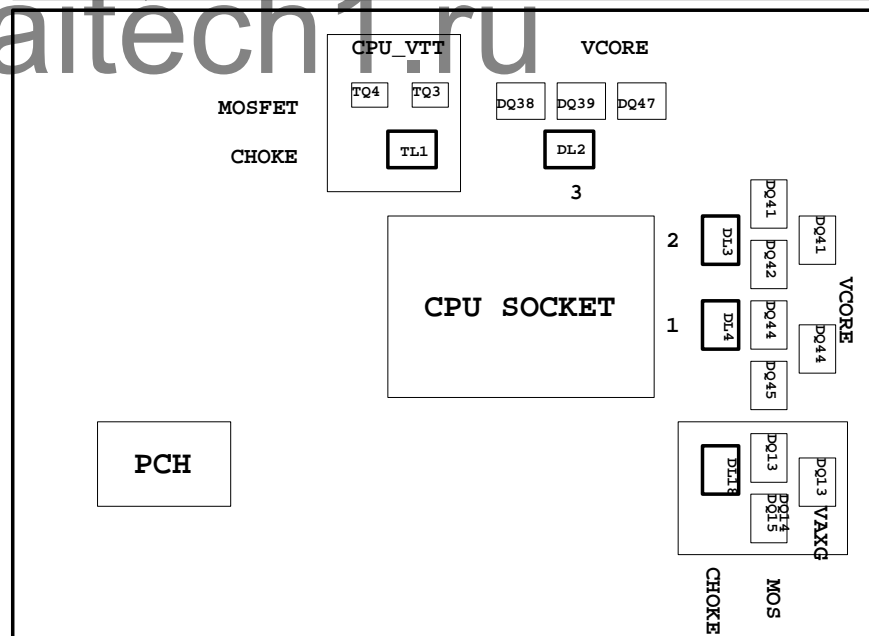 aitech1.ru
CPU_VTT
VCORE
MOSFET
TQ4
TQ3
DQ38
DQ39
DQ47
CHOKE
TL1
DL2
3
DQ41
2
DL3
DQ41
DQ42
VCORE
CPU SOCKET
1
DL4
DQ44
DQ44
DQ45
PCH
DL18
DQ13
DQ13
DQ14
DQ15
VAXG
CHOKE
MOS